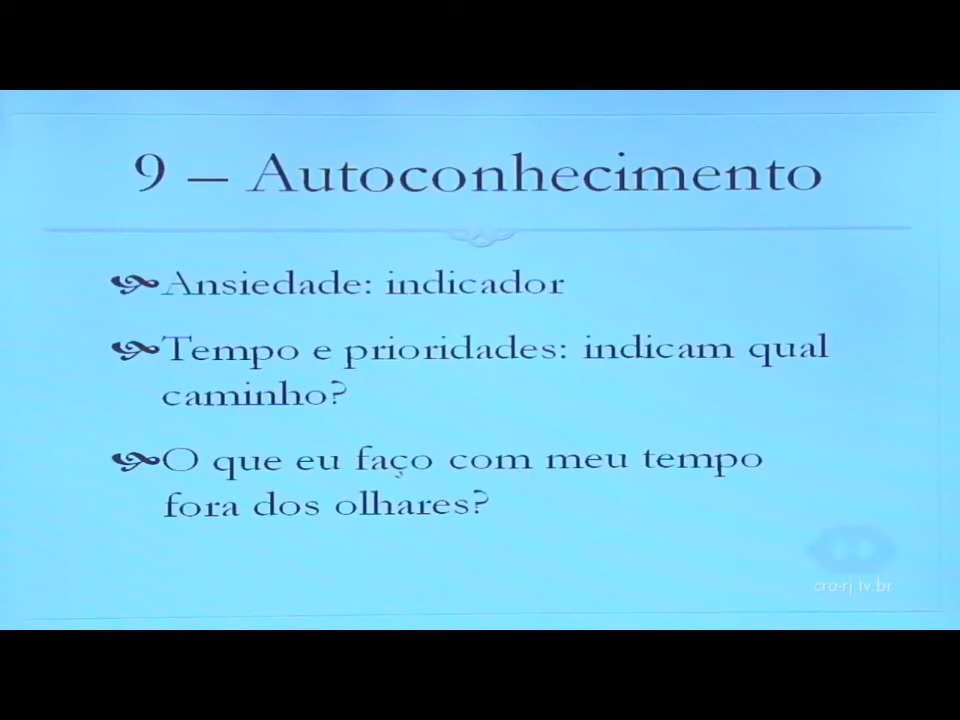 9 – Autoconhecimento
Ansiedade: indicador
Tempo e prioridades: indicam qual
caminho?
O que eu faço com meu tempo
fora dos olhares?
cra-rj.tv.br